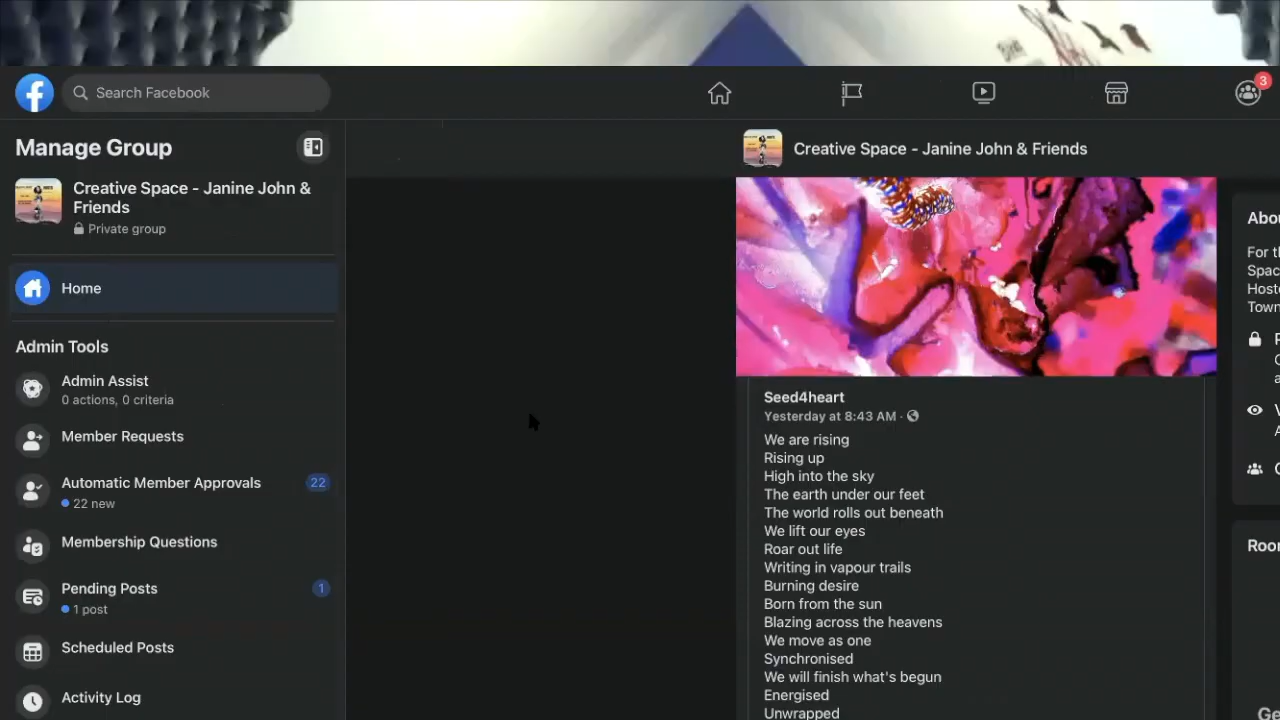 Search Facebook
3
Manage Group
Creative Space - Janine John &
Friends
Private group
Home
Admin Tools
Admin Assist
0 actions, 0 criteria
Member Requests
Automatic Member Approvals
22
22 new
Membership Questions
Pending Posts
1
1 post
Scheduled Posts
Activity Log
Creative Space - Janine John & Friends
Seed4heart
Yesterday at 8:43 AM ·
We are rising
Rising up
High into the sky
The earth under our feet
The world rolls out beneath
We lift our eyes
Roar out life
Writing in vapour trails
Burning desire
Born from the sun
Blazing across the heavens
We move as one
Synchronised
We will finish what's begun
Energised
Unwrapped